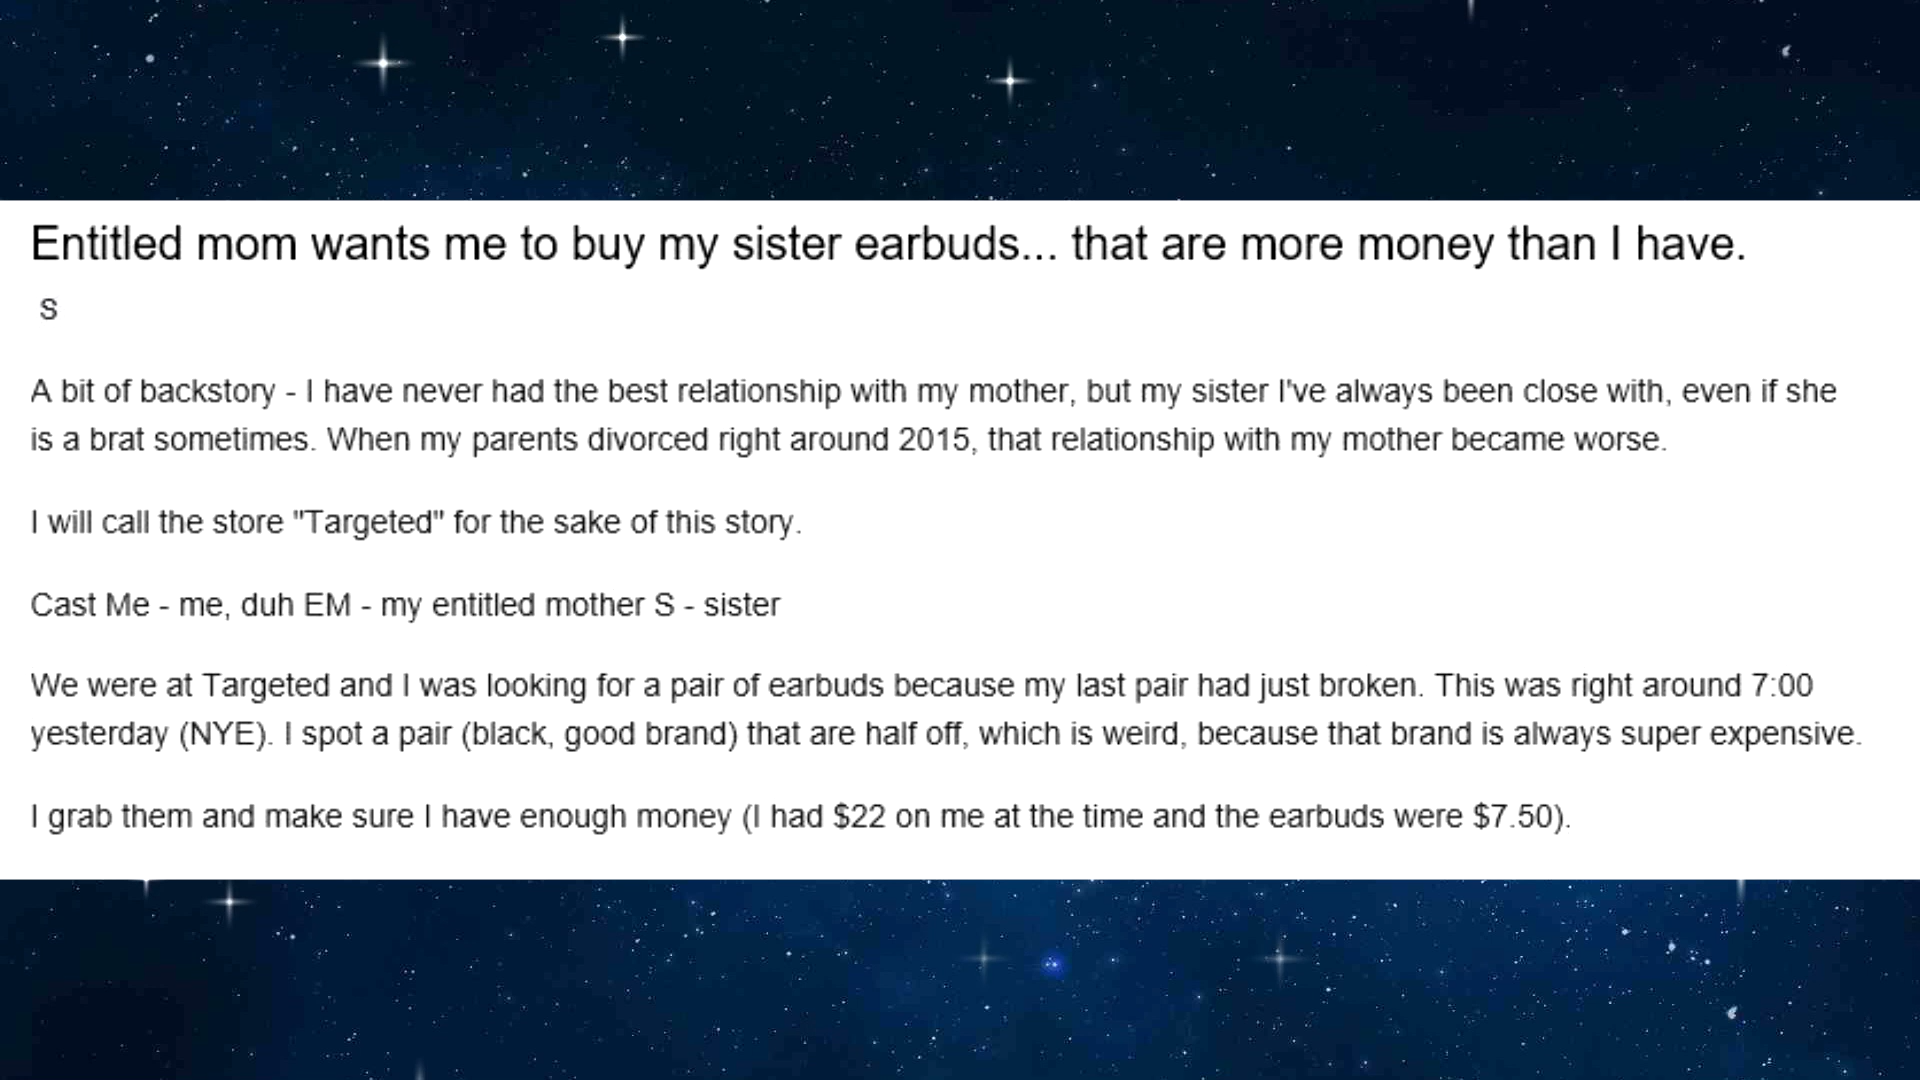 Entitled mom wants me to buy my sister earbuds... that are more money than I have.
S
A bit of backstory - I have never had the best relationship with my mother, but my sister I've always been close with, even if she
is a brat sometimes. When my parents divorced right around 2015, that relationship with my mother became worse.
I will call the store "Targeted" for the sake of this story.
Cast Me - me, duh EM - my entitled mother S - sister
We were at Targeted and I was looking for a pair of earbuds because my last pair had just broken. This was right around 7:00
yesterday (NYE). I spot a pair (black, good brand) that are half off, which is weird, because that brand is always super expensive.
I grab them and make sure I have enough money (I had $22 on me at the time and the earbuds were $7.50).